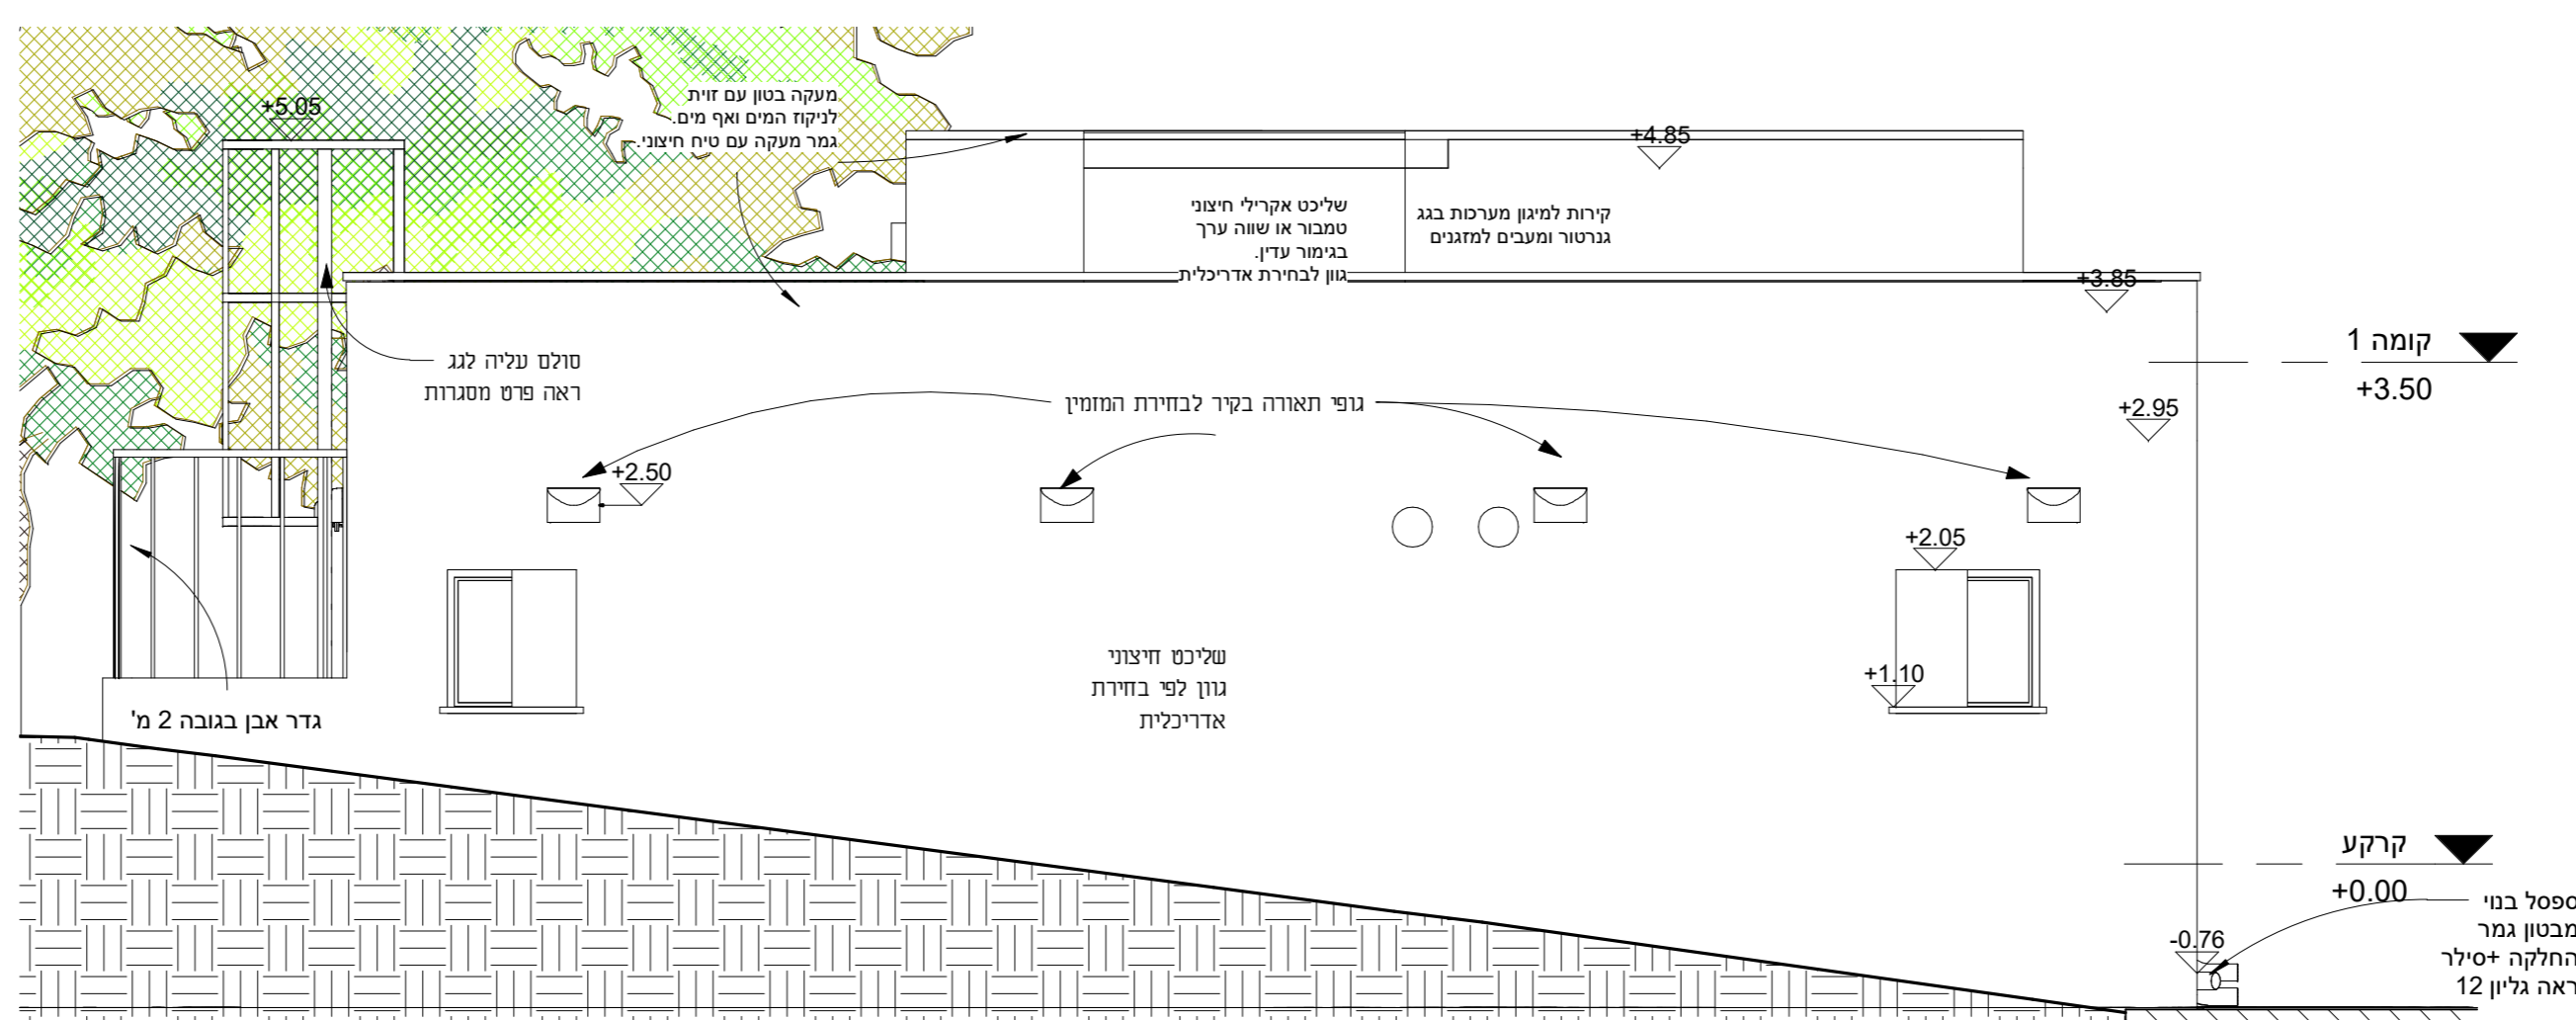 מעקה בטון עם זוית
לניקוז המים ואף מים.
גמר מעקה עם טיח חיצוני.
+5.05
+4.85
שליכט אקרילי חיצוני
טמבור או שווה ערך
בגימור עדין.
גוון לבחירת אדריכלית
קירות למיגון מערכות בגג
גנרטור ומעבים למזגנים
+3.85
קומה 1
+3.50
סולם עליה לגג
ראה פרט מסגרות
גופי תאורה בקיר לבחירת המזמין
+2.95
+2.50
+2.05
+1.10
שליכט חיצוני
גוון לפי בחירת
אדריכלית
גדר אבן בגובה 2 מ'
קרקע
+0.00
-0.76
ספסל בנוי
מבטון גמר
החלקה +סילר
ראה גליון 12